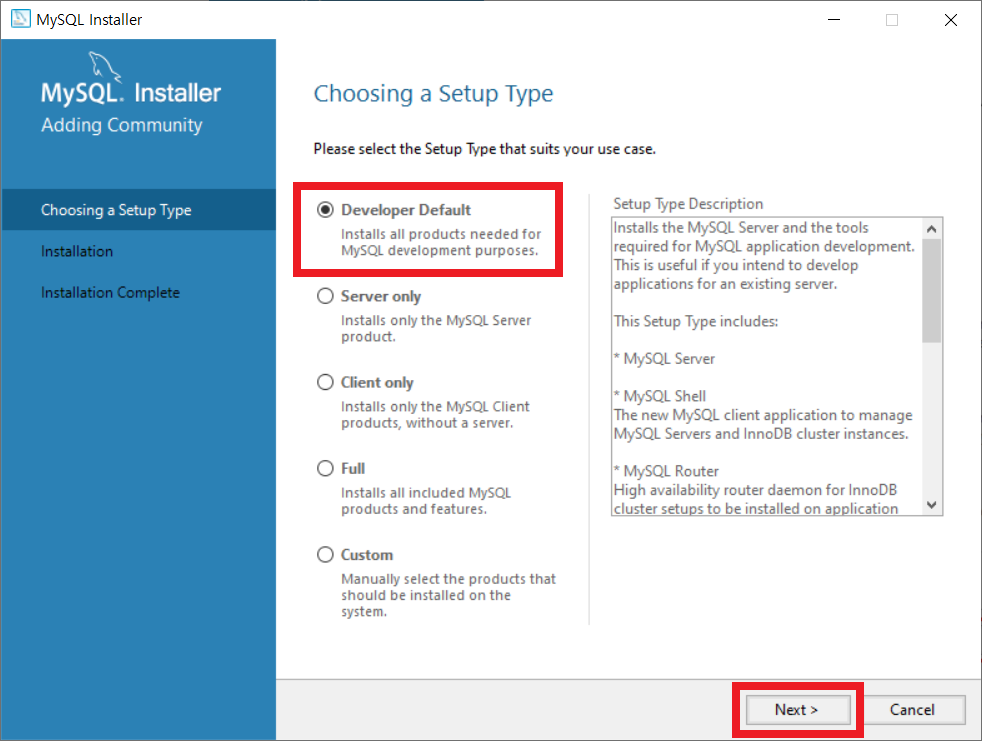 MySQL Installer
MySQL. Installer
Adding Community
Choosing a Setup Type
Installation
Installation Complete
Choosing a Setup Type
Please select the Setup Type that suits your use case.
Developer Default
Installs all products needed for
MySQL development purposes.
Server only
Installs only the MySQL Server
product.
Client only
Installs only the MySQL Client
products, without a server.
Full
Installs all included MySQL
products and features.
Custom
Manually select the products that
should be installed on the
system.
Setup Type Description
Installs the MySQL Server and the tools
required for MySQL application development.
This is useful if you intend to develop
applications for an existing server.
This Setup Type includes:
* MySQL Server
* MySQL Shell
The new MySQL client application to manage
MySQL Servers and InnoDB cluster instances.
* MySQL Router
High availability router daemon for InnoDB
cluster setups to be installed on application
Next >
Cancel